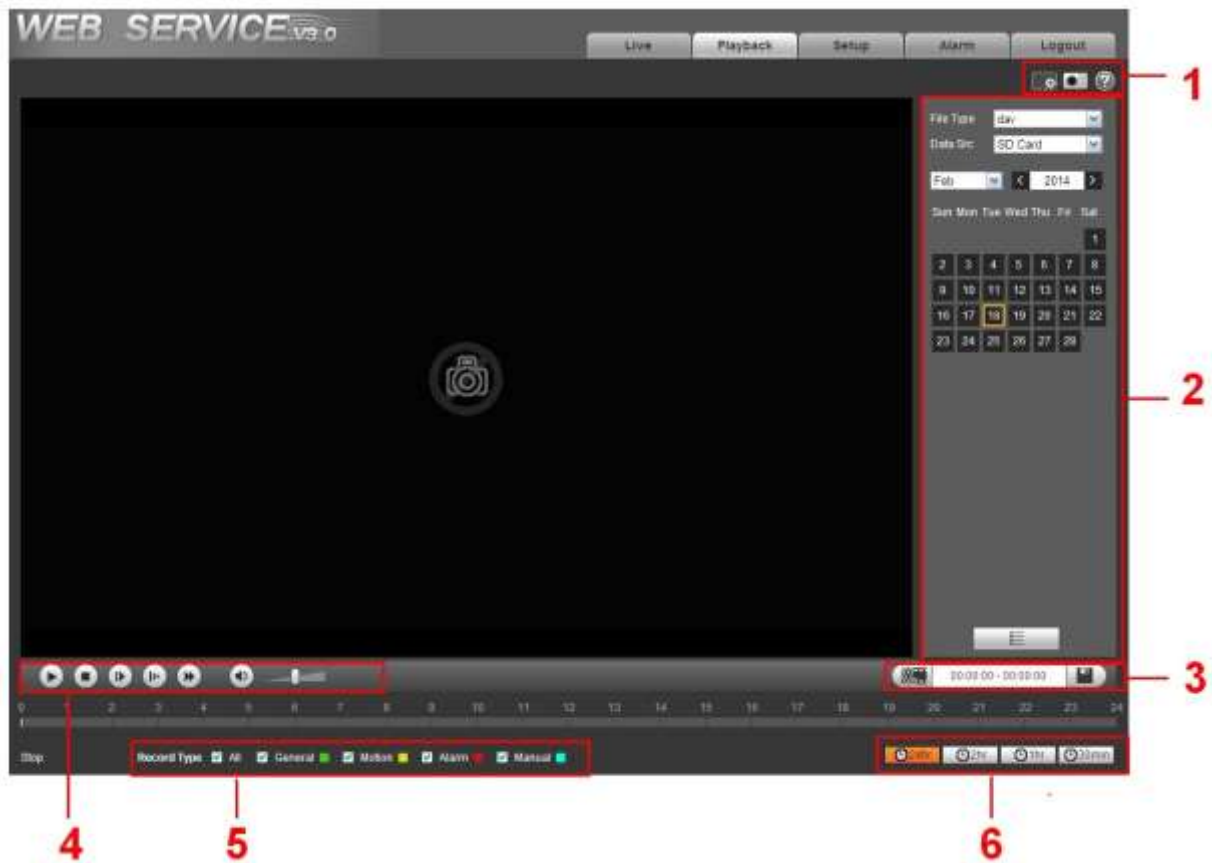 WEB SERVICE V3.0
Live Playback Setup Alarm Logout
1
File Type dav
Data Src SD Card
Feb < 2014 >
Sun Mon Tue Wed Thu Fri Sat
1
2 3 4 5 6 7 8
9 10 11 12 13 14 15
16 17 18 19 20 21 22
23 24 25 26 27 28
2
00:00:00 - 00:00:00
3
0 1 2 3 4 5 6 7 8 9 10 11 12 13 14 15 16 17 18 19 20 21 22 23 24
Stop Record Type All General Motion Alarm Manual
24hr 2hr 1hr 30min
4 5 6